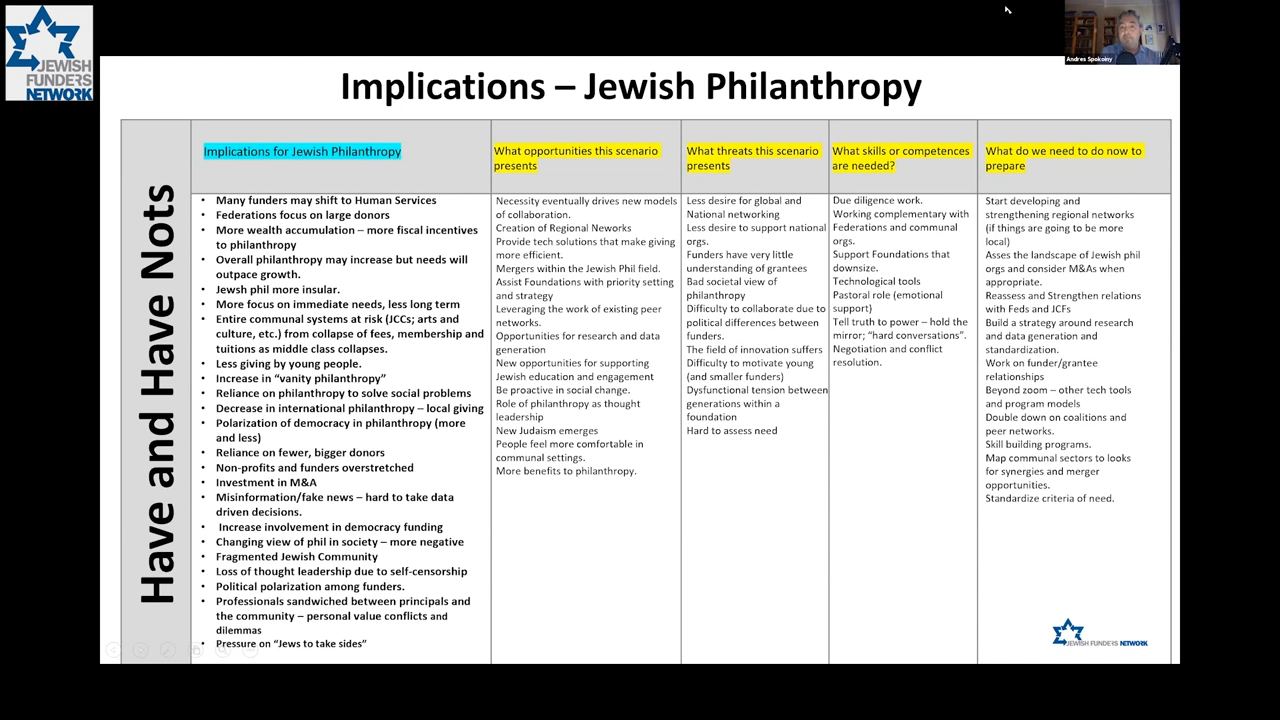 JEWISH
FUNDERS
NETWORK
Andres Spokoiny
Implications – Jewish Philanthropy
Have and Have Nots
Implications for Jewish Philanthropy
Many funders may shift to Human Services
Federations focus on large donors
More wealth accumulation – more fiscal incentives
to philanthropy
Overall philanthropy may increase but needs will
outpace growth.
Jewsh phil more insular.
More focus on immediate needs, less long term
Entire communal systems at risk (JCCs; arts and
culture, etc.) from collapse of fees, membership and
tuitions as middle class collapses.
Less giving by young people.
Increase in “vanity philanthropy”
Reliance on philanthropy to solve social problems
Decrease in international philanthropy – local giving
Polarization of democracy in philanthropy (more
and less)
Reliance on fewer, bigger donors
Non-profits and funders overstretched
Investment in M&A
Misinformation/fake news – hard to take data
driven decisions.
Increase involvement in democracy funding
Changing view of phil in society – more negative
Fragmented Jewish Community
Loss of thought leadership due to self-censorship
Political polarization among funders.
Professionals sandwiched between principals and
the community – personal value conflicts and
dilemmas
Pressure on “Jews to take sides”
What opportunities this scenario
presents
Necessity eventually drives new models
of collaboration.
Creation of Regional Neworks
Provide tech solutions that make giving
more efficient.
Mergers within the Jewish Phil field.
Assist Foundations with priority setting
and strategy
Leveraging the work of existing peer
networks.
Opportunities for research and data
generation
New opportunities for supporting
Jewish education and engagement
Be proactive in social change.
Role of philanthropy as thought
leadership
New Judaism emerges
People feel more comfortable in
communal settings.
More benefits to philanthropy.
What threats this scenario
presents
Less desire for global and
National networking
Less desire to support national
orgs.
Funders have very little
understanding of grantees
Bad societal view of
philanthropy
Difficulty to collaborate due to
political differences between
funders.
The field of innovation suffers
Difficulty to motivate young
(and smaller funders)
Dysfunctional tension between
generations within a
foundation
Hard to assess need
What skills or competences
are needed?
Due diligence work.
Working complementary with
Federations and communal
orgs.
Support Foundations that
downsize.
Technological tools
Pastoral role (emotional
support)
Tell truth to power – hold the
mirror; “hard conversations”.
Negotiation and conflict
resolution.
What do we need to do now to
prepare
Start developing and
strengthening regional networks
(if things are going to be more
local)
Asses the landscape of Jewish phil
orgs and consider M&As when
appropriate.
Reassess and Strengthen relations
with Feds and JCFs
Build a strategy around research
and data generation and
standardization.
Work on funder/grantee
relationships
Beyond zoom – other tech tools
and program models
Double down on coalitions and
peer networks.
Skill building programs.
Map communal sectors to looks
for synergies and merger
opportunities.
Standardize criteria of need.
JEWISH FUNDERS NETWORK